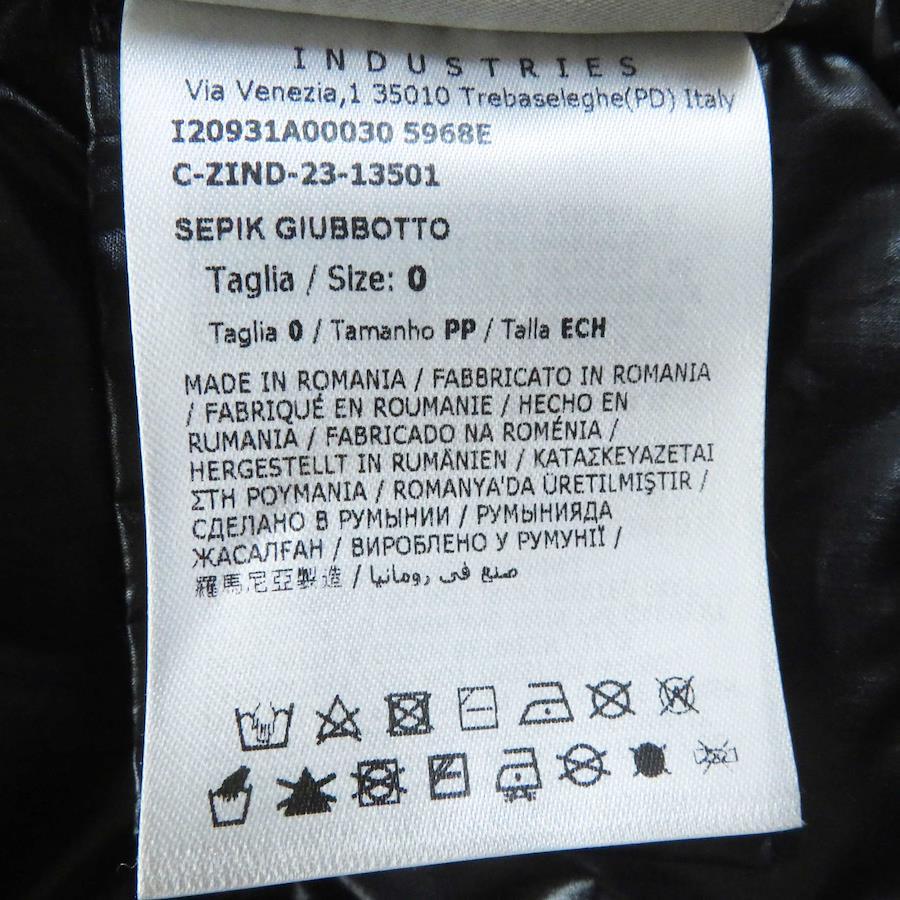 INDUSTRIES
Via Venezia,1 35010 Trebaseleghe(PD) Italy
I20931A00030 5968E
C-ZIND-23-13501
SEPIK GIUBBOTTO
Taglia / Size: 0
Taglia 0 / Tamanho PP / Talla ECH
MADE IN ROMANIA / FABBRICATO IN ROMANIA
/ FABRIQUÉ EN ROUMANIE / HECHO EN
RUMANIA / FABRICADO NA ROMÉNIA /
HERGESTELLT IN RUMÄNIEN / ΚΑΤΑΣΚΕΥΑΖΕΤΑΙ
ΣΤΗ ΡΟΥΜΑΝΙΑ / ROMANYA'DA ÜRETILMIŞTIR /
СДЕЛАНО В РУМЫНИИ / РУМЫНИЯДА
ЖАСАЛҒАН / ВИРОБЛЕНО У РУМУНІЇ /
羅馬尼亞製造 / صنع في رومانيا